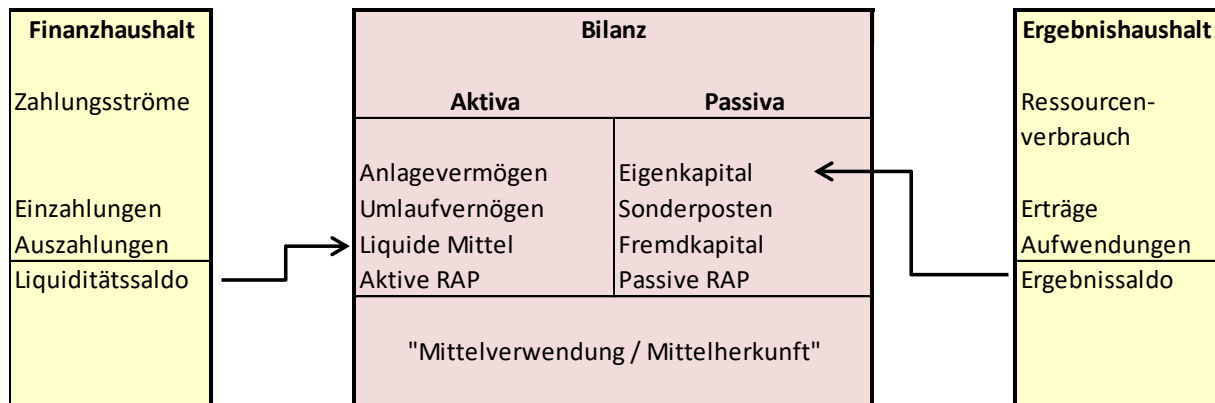 Finanzhaushalt
Zahlungsströme
Einzahlungen
Auszahlungen
Liquiditätssaldo
Bilanz
Aktiva
Passiva
Anlagevermögen
Umlaufvernögen
Liquide Mittel
Aktive RAP
Eigenkapital
Sonderposten
Fremdkapital
Passive RAP
"Mittelverwendung / Mittelherkunft"
Ergebnishaushalt
Ressourcen-
verbrauch
Erträge
Aufwendungen
Ergebnissaldo